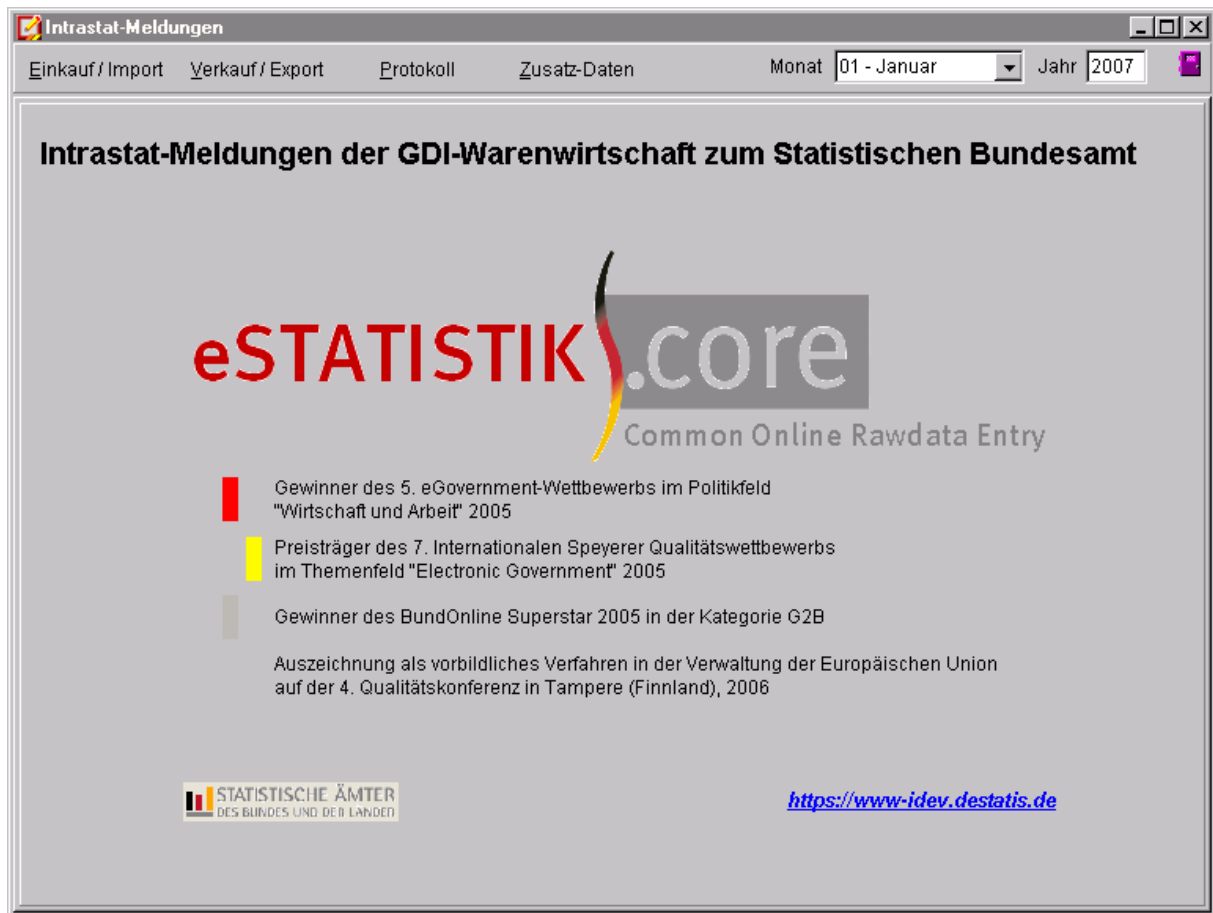 Intrastat-Meldungen
Einkauf / Import Verkauf / Export Protokoll Zusatz-Daten Monat 01 - Januar Jahr 2007
Intrastat-Meldungen der GDI-Warenwirtschaft zum Statistischen Bundesamt
eSTATISTIK.core
Common Online Rawdata Entry
Gewinner des 5. eGovernment-Wettbewerbs im Politikfeld
"Wirtschaft und Arbeit" 2005
Preisträger des 7. Internationalen Speyerer Qualitätswettbewerbs
im Themenfeld "Electronic Government" 2005
Gewinner des BundOnline Superstar 2005 in der Kategorie G2B
Auszeichnung als vorbildliches Verfahren in der Verwaltung der Europäischen Union
auf der 4. Qualitätskonferenz in Tampere (Finnland), 2006
STATISTISCHE ÄMTER
DES BUNDES UND DER LÄNDER
https://www-idev.destatis.de